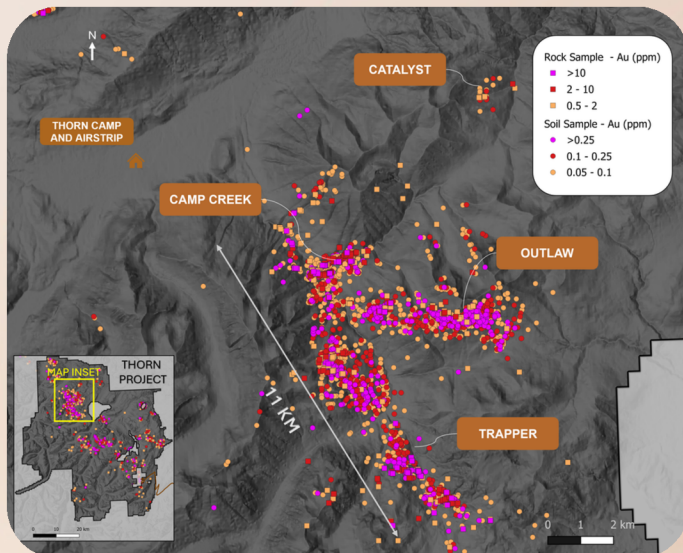 N
CATALYST
Rock Sample - Au (ppm)
>10
2 - 10
0.5 - 2
Soil Sample - Au (ppm)
>0.25
0.1 - 0.25
0.05 - 0.1
THORN CAMP
AND AIRSTRIP
CAMP CREEK
OUTLAW
11 KM
TRAPPER
MAP INSET
THORN
PROJECT
0 10 20 km
0 1 2 km